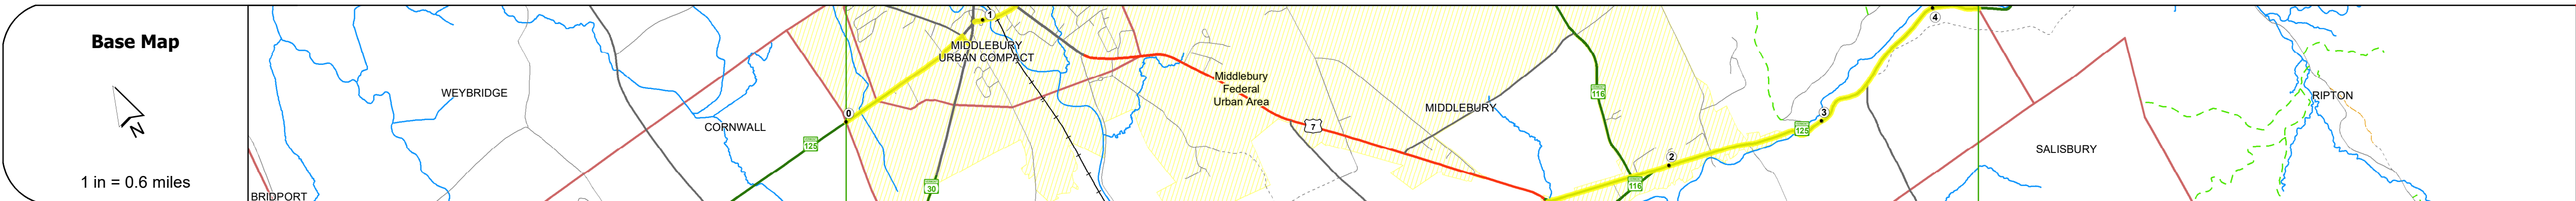 Base Map
N
1 in = 0.6 miles
BRIDPORT
WEYBRIDGE
CORNWALL
125
0
30
1
MIDDLEBURY
URBAN COMPACT
Middlebury
Federal
Urban Area
7
MIDDLEBURY
116
116
2
125
3
4
SALISBURY
RIPTON